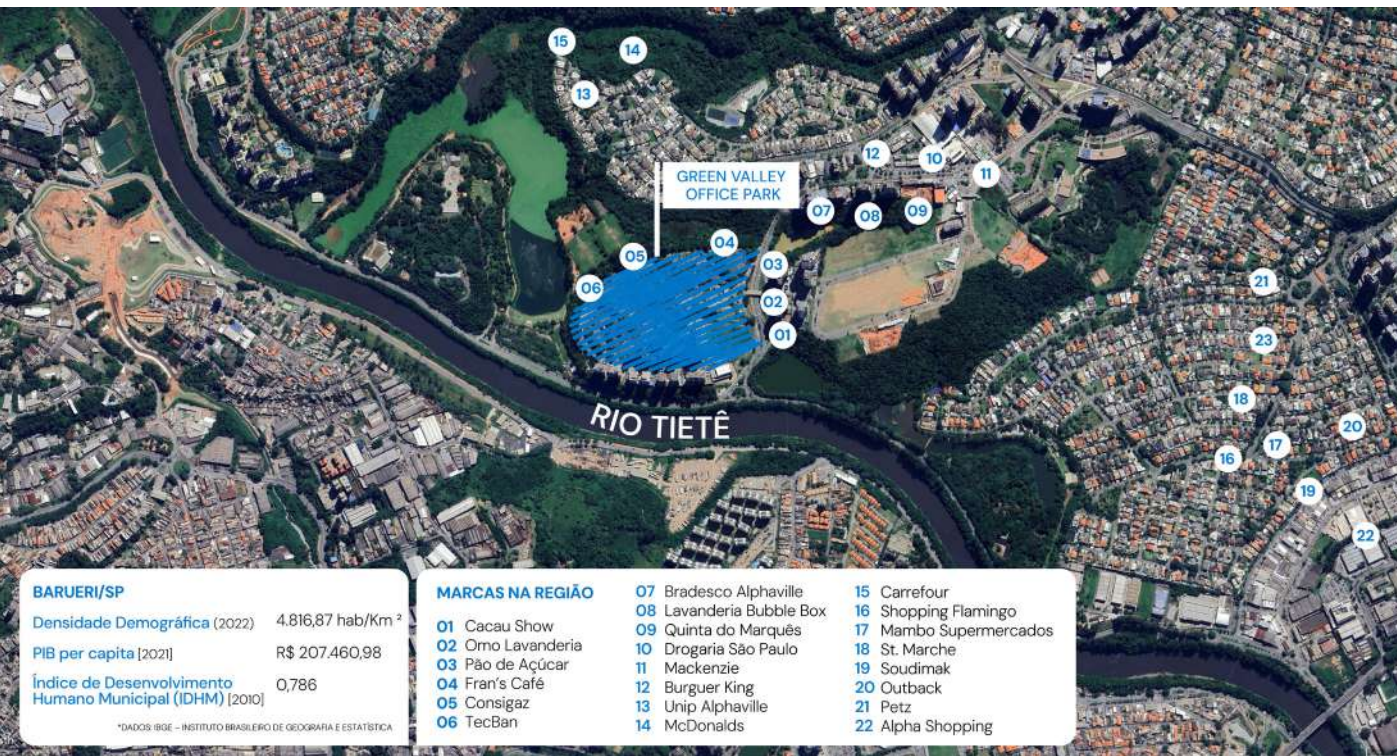 15
14
13
12
10
11
GREEN VALLEY
OFFICE PARK
07
08
09
04
05
03
06
02
01
21
23
18
20
17
16
19
22
RIO TIETÊ
BARUERI/SP
Densidade Demográfica (2022) 4.816,87 hab/Km ²
PIB per capita [2021] R$ 207.460,98
Índice de Desenvolvimento
Humano Municipal (IDHM) [2010] 0,786
*DADOS: IBGE – INSTITUTO BRASILEIRO DE GEOGRAFIA E ESTATÍSTICA
MARCAS NA REGIÃO
01 Cacau Show
02 Omo Lavanderia
03 Pão de Açúcar
04 Fran's Café
05 Consigaz
06 TecBan
07 Bradesco Alphaville
08 Lavanderia Bubble Box
09 Quinta do Marquês
10 Drogaria São Paulo
11 Mackenzie
12 Burguer King
13 Unip Alphaville
14 McDonalds
15 Carrefour
16 Shopping Flamingo
17 Mambo Supermercados
18 St. Marche
19 Soudimak
20 Outback
21 Petz
22 Alpha Shopping